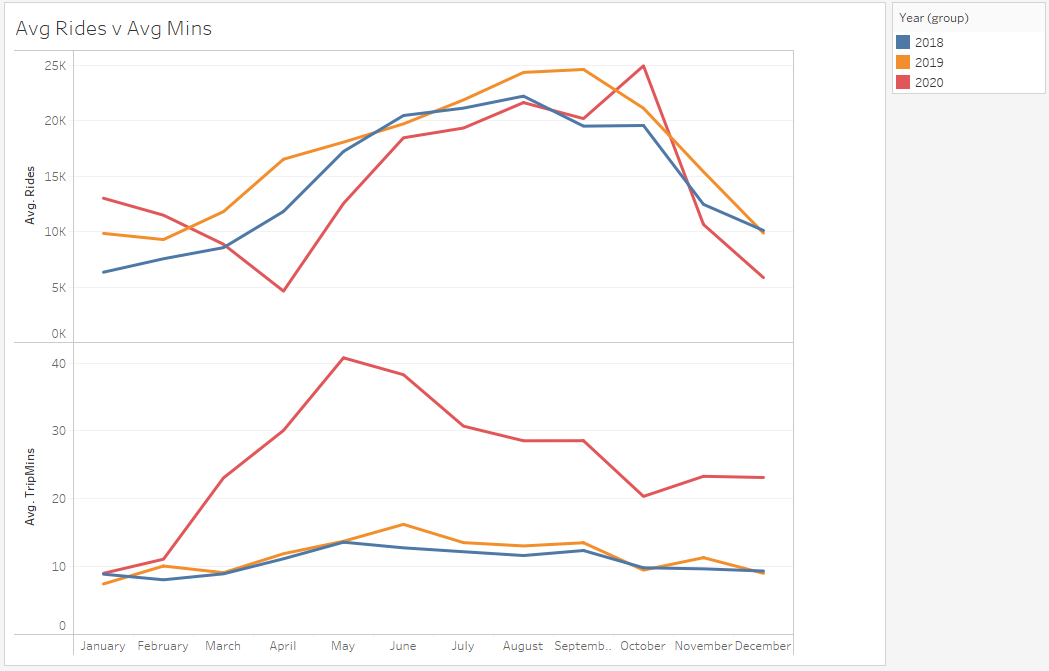 Avg Rides v Avg Mins
Year (group)
2018
2019
2020
25K
20K
15K
10K
5K
0K
Avg. Rides
40
30
20
10
0
Avg. TripMins
January February March April May June July August Septemb.. October November December